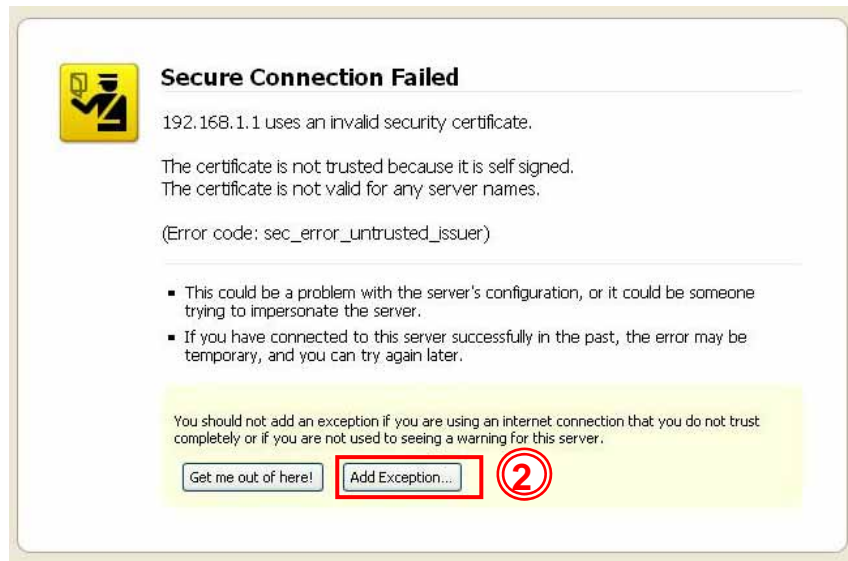 Secure Connection Failed
192.168.1.1 uses an invalid security certificate.
The certificate is not trusted because it is self signed.
The certificate is not valid for any server names.
(Error code: sec_error_untrusted_issuer)
▪ This could be a problem with the server's configuration, or it could be someone
trying to impersonate the server.
▪ If you have connected to this server successfully in the past, the error may be
temporary, and you can try again later.
You should not add an exception if you are using an internet connection that you do not trust
completely or if you are not used to seeing a warning for this server.
Get me out of here! Add Exception... 2